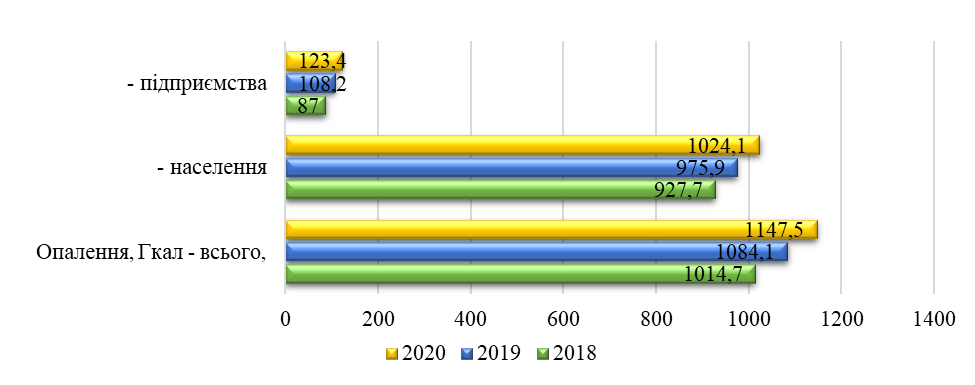 - підприємства
123,4
108,2
87
- населення
1024,1
975,9
927,7
Опалення, Гкал - всього,
1147,5
1084,1
1014,7
0 200 400 600 800 1000 1200 1400
2020 2019 2018